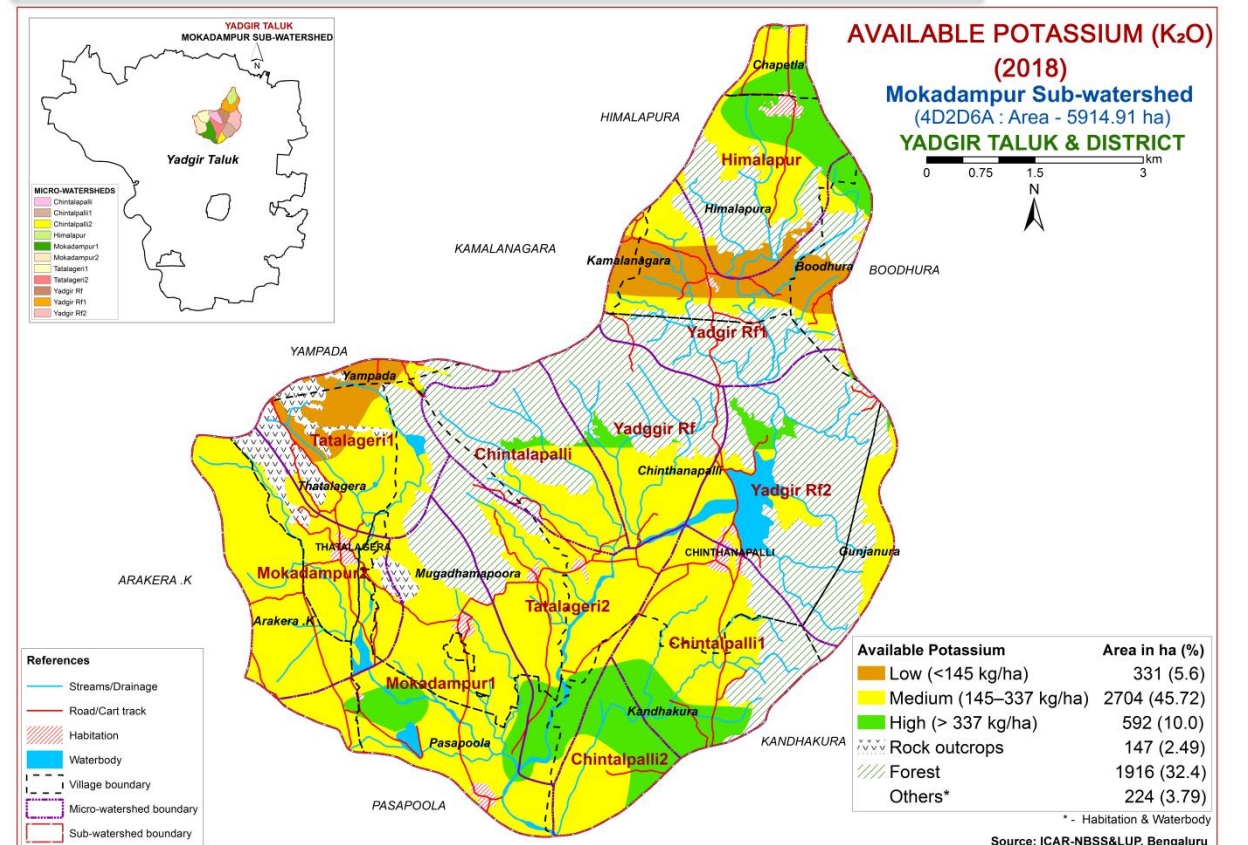 YADGIR TALUK
MOKADAMPUR SUB-WATERSHED
N
Yadgir Taluk
MICRO-WATERSHEDS
Chintalapalli
Chintalpalli1
Chintalpalli2
Himalapur
Mokadampur1
Mokadampur2
Tatalageri1
Tatalageri2
Yadgir Rf
Yadgir Rf1
Yadgir Rf2
AVAILABLE POTASSIUM (K₂O)
(2018)
Mokadampur Sub-watershed
(4D2D6A : Area - 5914.91 ha)
YADGIR TALUK & DISTRICT
km
0 0.75 1.5 3
N
Chapetla
HIMALAPURA
Himalapur
Himalapura
KAMALANAGARA
Kamalanagara
Boodhura
BOODHURA
Yadgir Rf1
YAMPADA
Yampada
Tatalageri1
Yadggir Rf
Chintalapalli
Chinthanapalli
Yadgir Rf2
Thatalagera
THATALAGERA
CHINTHANAPALLI
Gunjanura
ARAKERA .K
Mokadampur2
Mugadhamapoora
Tatalageri2
Arakera .K
Chintalpalli1
Mokadampur1
Kandhakura
Pasapoola
Chintalpalli2
KANDHAKURA
PASAPOOLA
References
Streams/Drainage
Road/Cart track
Habitation
Waterbody
Village boundary
Micro-watershed boundary
Sub-watershed boundary
Available Potassium Area in ha (%)
Low (<145 kg/ha) 331 (5.6)
Medium (145–337 kg/ha) 2704 (45.72)
High (> 337 kg/ha) 592 (10.0)
Rock outcrops 147 (2.49)
Forest 1916 (32.4)
Others* 224 (3.79)
* - Habitation & Waterbody
Source: ICAR-NBSS&LUP, Bengaluru